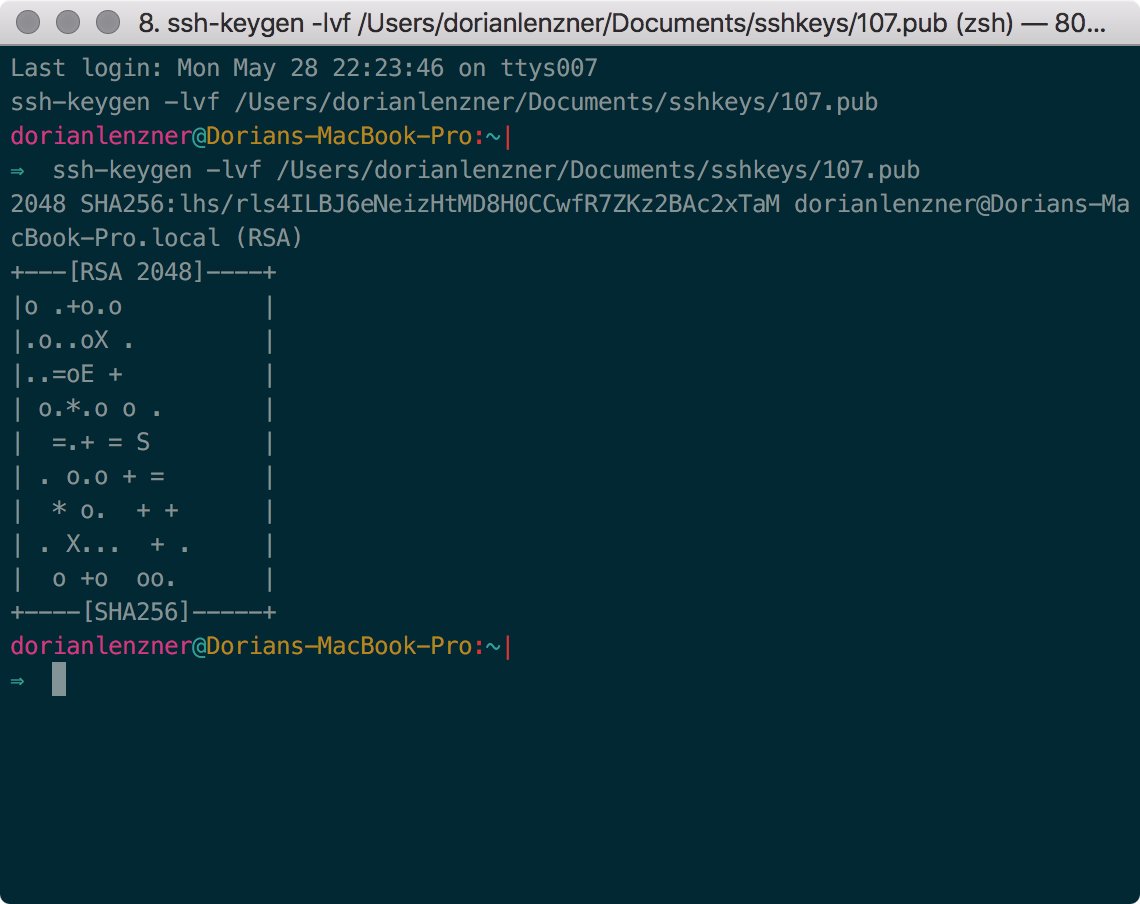 8. ssh-keygen -lvf /Users/dorianlenzner/Documents/sshkeys/107.pub (zsh) — 80...
Last login: Mon May 28 22:23:46 on ttys007
ssh-keygen -lvf /Users/dorianlenzner/Documents/sshkeys/107.pub
dorianlenzner@Dorians-MacBook-Pro:~|
⇒  ssh-keygen -lvf /Users/dorianlenzner/Documents/sshkeys/107.pub
2048 SHA256:lhs/rls4ILBJ6eNeizHtMD8H0CCwfR7ZKz2BAc2xTaM dorianlenzner@Dorians-Ma
cBook-Pro.local (RSA)
+---[RSA 2048]----+
|o .+o.o          |
|.o..oX .         |
|..=oE +          |
| o.*.o o .       |
|  =.+ = S        |
| . o.o + =       |
|  * o.  + +      |
| . X...  + .     |
|  o +o  oo.      |
+----[SHA256]-----+
dorianlenzner@Dorians-MacBook-Pro:~|
⇒